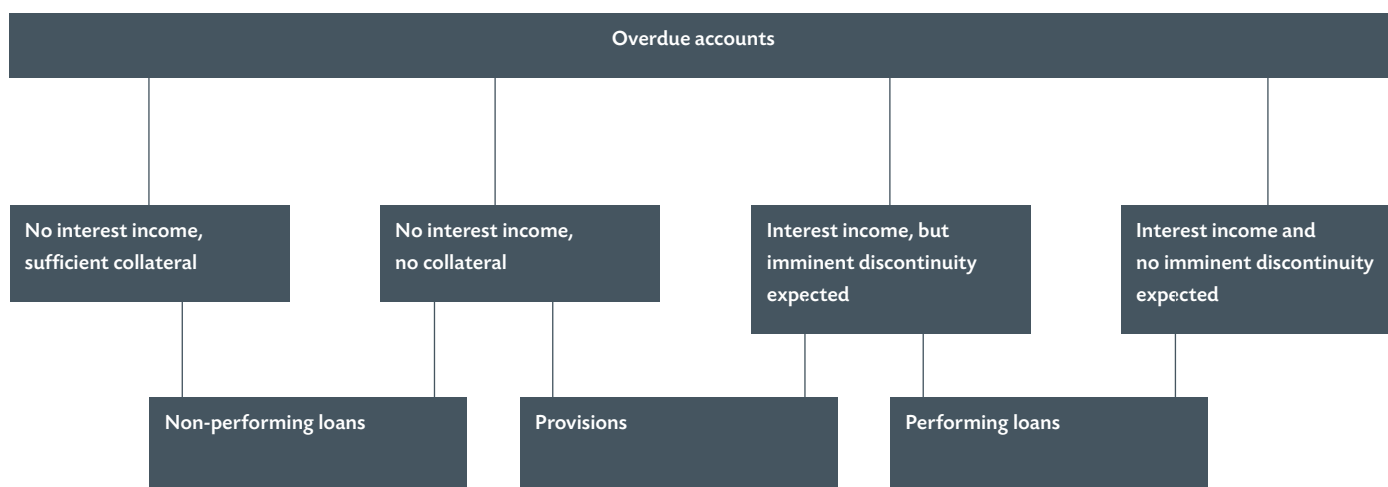 Overdue accounts
No interest income,
sufficient collateral
No interest income,
no collateral
Interest income, but
imminent discontinuity
expected
Interest income and
no imminent discontinuity
expected
Non-performing loans
Provisions
Performing loans